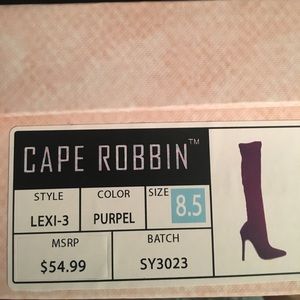 CAPE ROBBIN™
STYLE COLOR SIZE 8.5
LEXI-3 PURPEL
MSRP BATCH
$54.99 SY3023